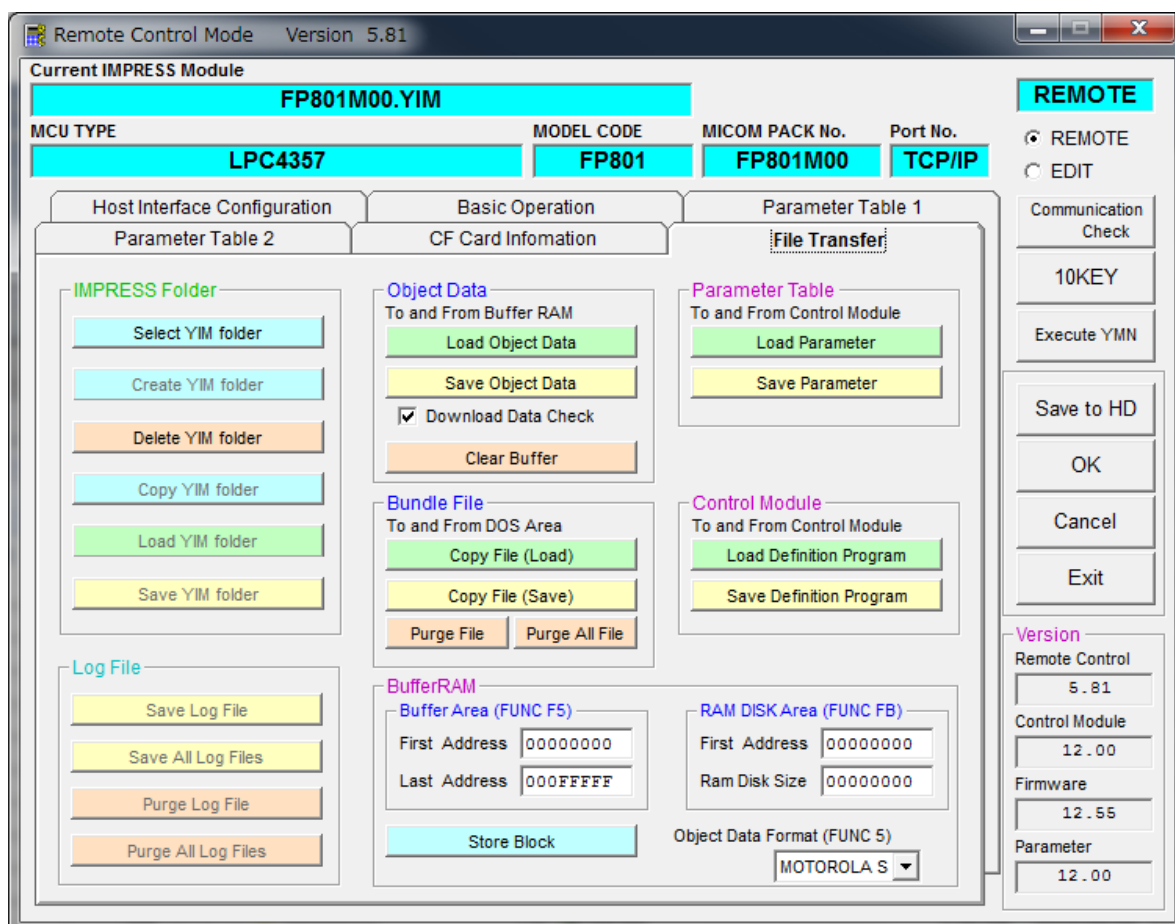 Remote Control Mode Version 5.81
Current IMPRESS Module
FP801M00.YIM
MCU TYPE
MODEL CODE
MICOM PACK No.
Port No.
LPC4357
FP801
FP801M00
TCP/IP
REMOTE
REMOTE
EDIT
Communication
Check
10KEY
Execute YMN
Save to HD
OK
Cancel
Exit
Version
Remote Control
5.81
Control Module
12.00
Firmware
12.55
Parameter
12.00
Host Interface Configuration
Basic Operation
Parameter Table 1
Parameter Table 2
CF Card Infomation
File Transfer
IMPRESS Folder
Select YIM folder
Create YIM folder
Delete YIM folder
Copy YIM folder
Load YIM folder
Save YIM folder
Log File
Save Log File
Save All Log Files
Purge Log File
Purge All Log Files
Object Data
To and From Buffer RAM
Load Object Data
Save Object Data
Download Data Check
Clear Buffer
Bundle File
To and From DOS Area
Copy File (Load)
Copy File (Save)
Purge File
Purge All File
Parameter Table
To and From Control Module
Load Parameter
Save Parameter
Control Module
To and From Control Module
Load Definition Program
Save Definition Program
BufferRAM
Buffer Area (FUNC F5)
First Address 00000000
Last Address 000FFFFF
RAM DISK Area (FUNC FB)
First Address 00000000
Ram Disk Size 00000000
Store Block
Object Data Format (FUNC 5)
MOTOROLA S